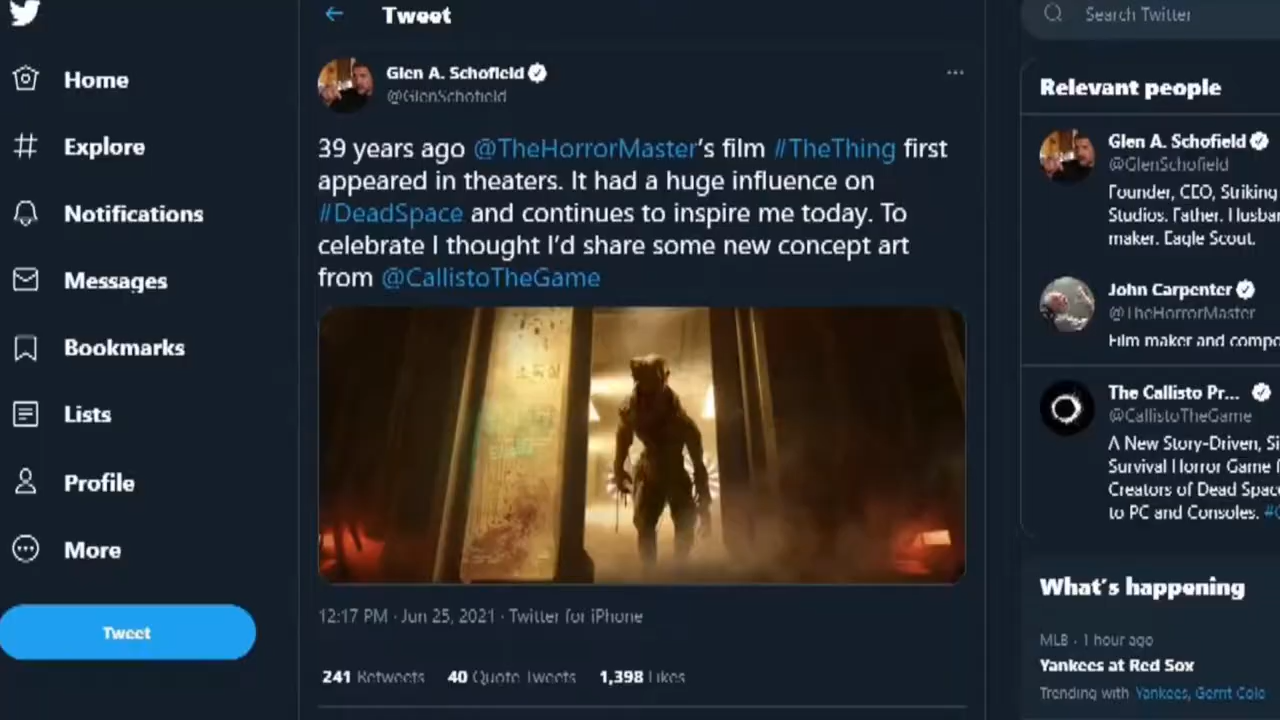 Home
Explore
Notifications
Messages
Bookmarks
Lists
Profile
More
Tweet
Tweet
Glen A. Schofield
@GlenSchofield
39 years ago @TheHorrorMaster's film #TheThing first
appeared in theaters. It had a huge influence on
#DeadSpace and continues to inspire me today. To
celebrate I thought I'd share some new concept art
from @CallistoTheGame
12:17 PM · Jun 25, 2021 · Twitter for iPhone
241 Retweets 40 Quote Tweets 1,398 Likes
Search Twitter
Relevant people
Glen A. Schofield
@GlenSchofield
Founder, CEO, Striking
Studios. Father. Husba
maker. Eagle Scout.
John Carpenter
@TheHorrorMaster
Film maker and compo
The Callisto Pr...
@CallistoTheGame
A New Story-Driven, Si
Survival Horror Game f
Creators of Dead Space
to PC and Consoles. #
What's happening
MLB · 1 hour ago
Yankees at Red Sox
Trending with Yankees, Gerrit Cole